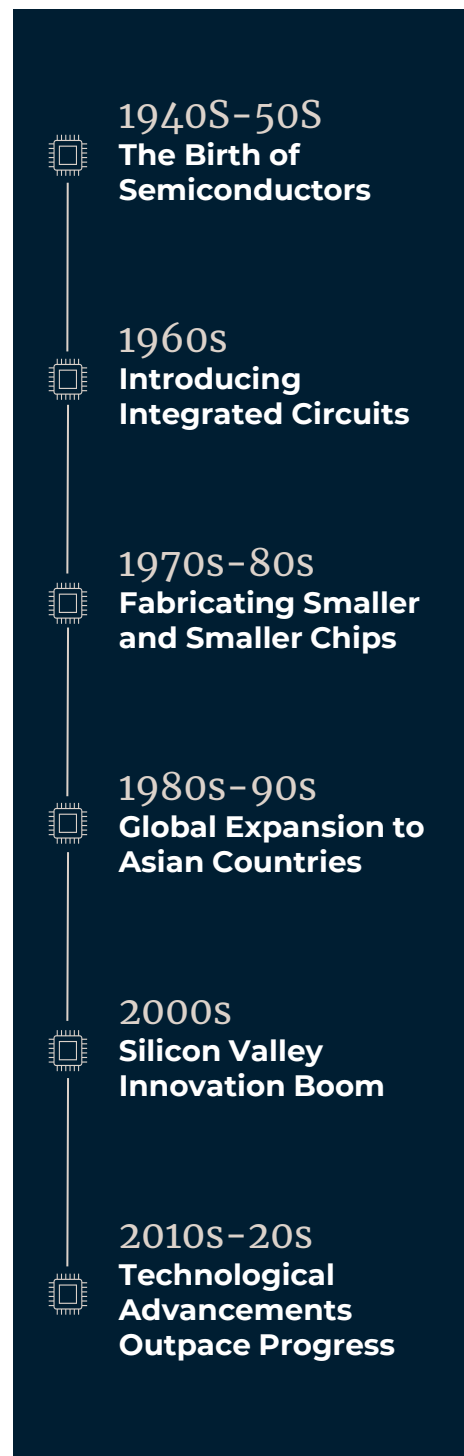 1940S-50S
The Birth of
Semiconductors
1960s
Introducing
Integrated Circuits
1970s-80s
Fabricating Smaller
and Smaller Chips
1980s-90s
Global Expansion to
Asian Countries
2000s
Silicon Valley
Innovation Boom
2010s-20s
Technological
Advancements
Outpace Progress